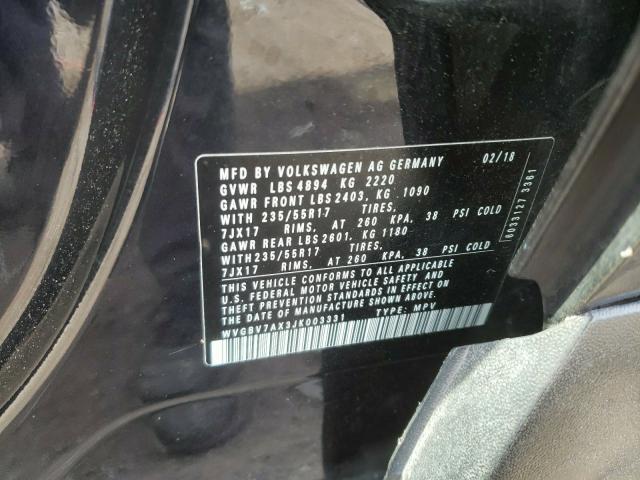 MFD BY VOLKSWAGEN AG GERMANY 02/18
GVWR LBS 4894 KG 2220
GAWR FRONT LBS 2403, KG 1090
WITH 235/55R17 TIRES,
7JX17 RIMS, AT 260 KPA, 38 PSI COLD
GAWR REAR LBS 2601, KG 1180
WITH 235/55R17 TIRES,
7JX17 RIMS, AT 260 KPA, 38 PSI COLD
THIS VEHICLE CONFORMS TO ALL APPLICABLE
U.S. FEDERAL MOTOR VEHICLE SAFETY AND
THEFT PREVENTION STANDARDS IN EFFECT ON
THE DATE OF MANUFACTURE SHOWN ABOVE.
WVGBV7AX3JK003331 TYPE: MPV
6033127 3361